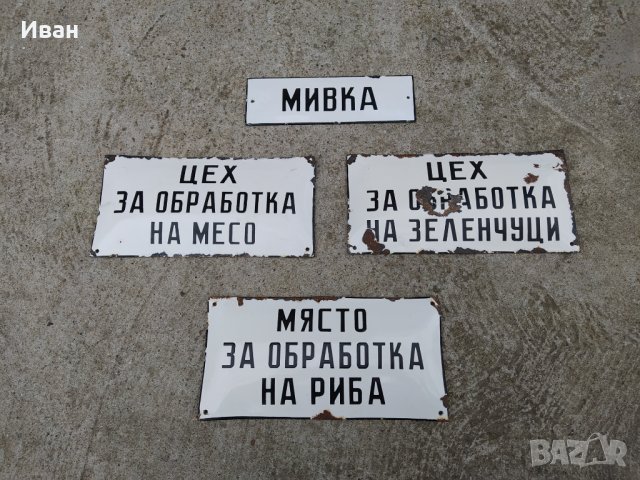 Иван
МИВКА
ЦЕХ
ЗА ОБРАБОТКА
НА МЕСО
ЦЕХ
ЗА ОБРАБОТКА
НА ЗЕЛЕНЧУЦИ
МЯСТО
ЗА ОБРАБОТКА
НА РИБА
BAZAR